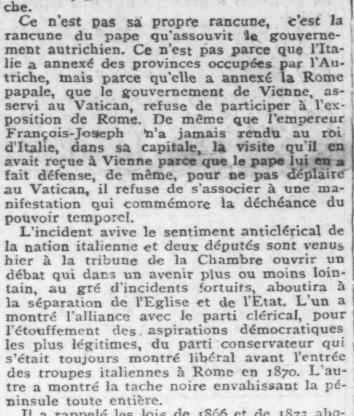 che.
Ce n'est pas sa propre rancune, c'est la
rancune du pape qu'assouvit le gouverne-
ment autrichien. Ce n'est pas parce que l'Ita-
lie a annexé des provinces occupées par l'Au-
triche, mais parce qu'elle a annexé la Rome
papale, que le gouvernement de Vienne, as-
servi au Vatican, refuse de participer à l'ex-
position de Rome. De même que l'empereur
François-Joseph n'a jamais rendu au roi
d'Italie, dans sa capitale, la visite qu'il en
avait reçue à Vienne parce que le pape lui en a
fait défense, de même, pour ne pas déplaire
au Vatican, il refuse de s'associer à une ma-
nifestation qui commémore la déchéance du
pouvoir temporel.
L'incident avive le sentiment anticlérical de
la nation italienne et deux députés sont venus
hier à la tribune de la Chambre ouvrir un
débat qui dans un avenir plus ou moins loin-
tain, au gré d'incidents fortuirs, aboutira à
la séparation de l'Eglise et de l'Etat. L'un a
montré l'alliance avec le parti clérical, pour
l'étouffement des aspirations démocratiques
les plus légitimes, du parti conservateur qui
s'était toujours montré libéral avant l'entrée
des troupes italiennes à Rome en 1870. L'au-
tre a montré la tache noire envahissant la pé-
ninsule toute entière.
Il a rappelé les lois de 1866 et de 1873 abo-